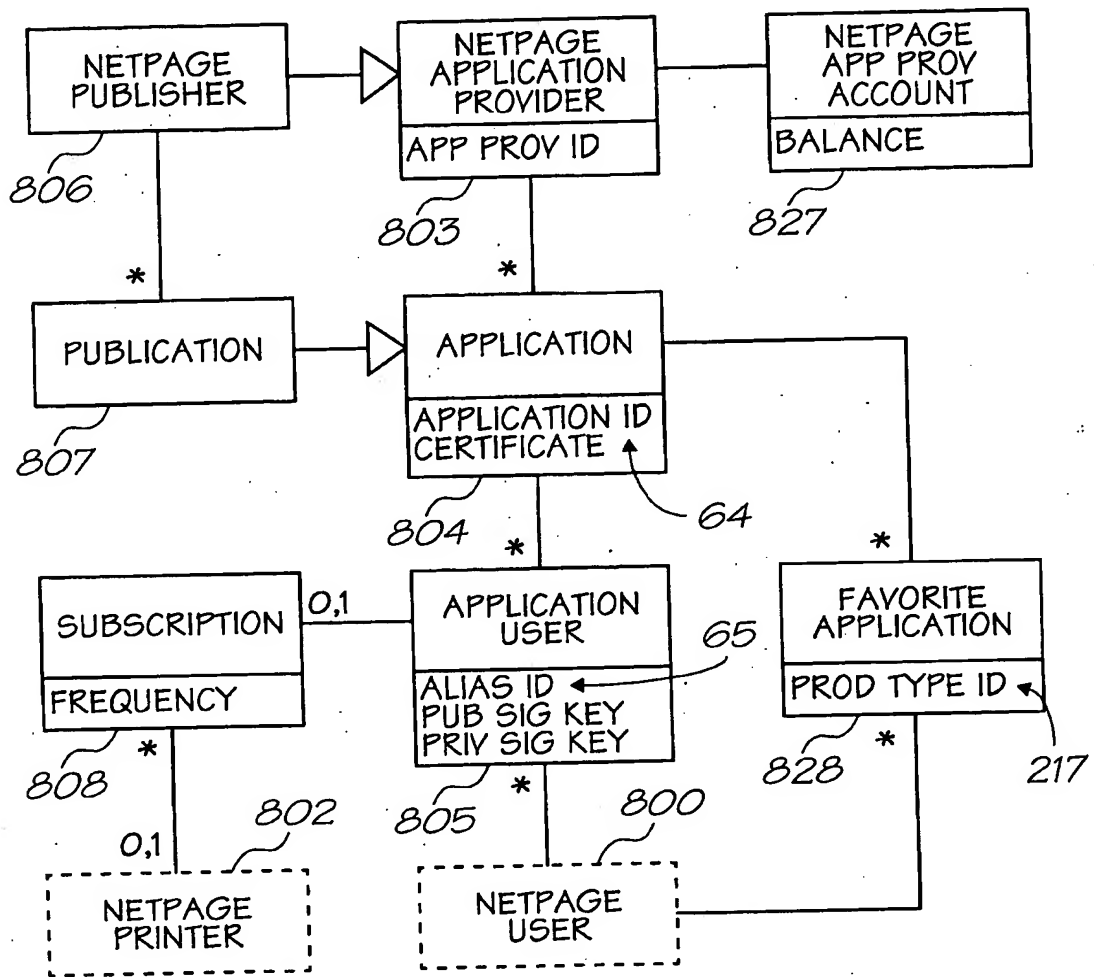 NETPAGE
PUBLISHER
806
NETPAGE
APPLICATION
PROVIDER
APP PROV ID
803
NETPAGE
APP PROV
ACCOUNT
BALANCE
827
*
*
PUBLICATION
807
APPLICATION
APPLICATION ID
CERTIFICATE
64
804
*
*
SUBSCRIPTION
FREQUENCY
808
0,1
APPLICATION
USER
ALIAS ID
PUB SIG KEY
PRIV SIG KEY
65
805
FAVORITE
APPLICATION
PROD TYPE ID
217
828
*
*
*
0,1
802
NETPAGE
PRINTER
800
NETPAGE
USER